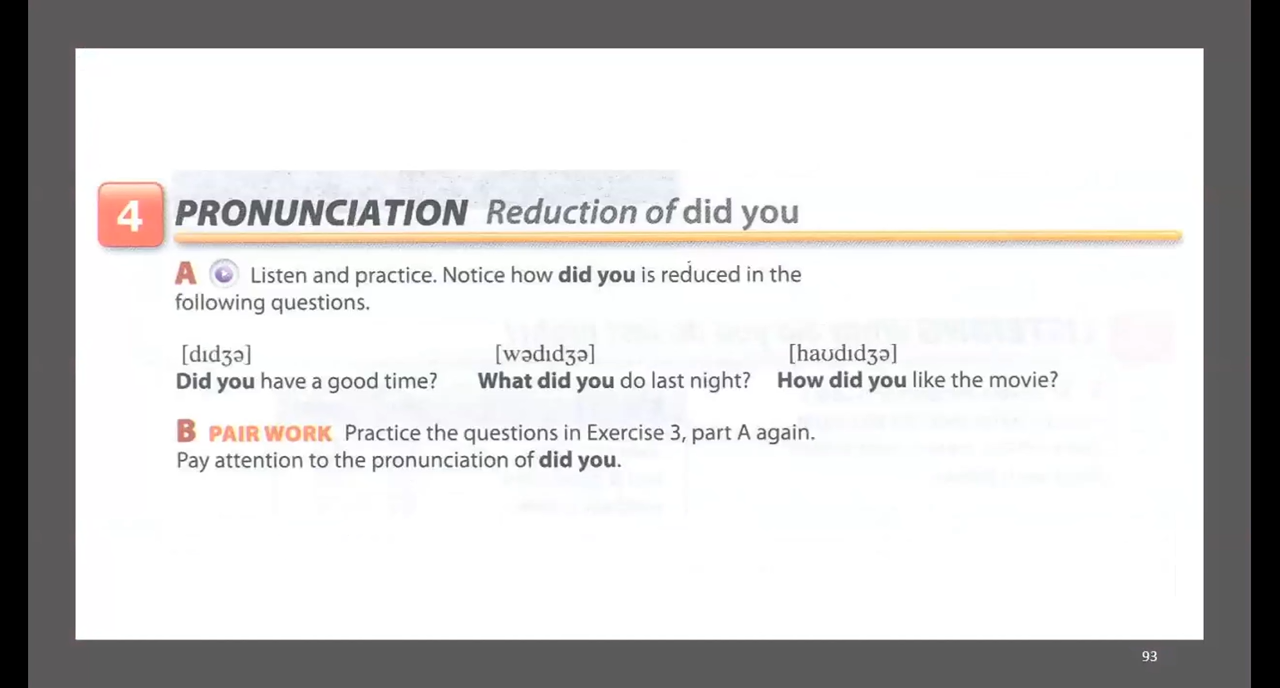 4 PRONUNCIATION Reduction of did you
A Listen and practice. Notice how did you is reduced in the
following questions.
[dɪdʒə] [wədɪdʒə] [haʊdɪdʒə]
Did you have a good time? What did you do last night? How did you like the movie?
B PAIR WORK Practice the questions in Exercise 3, part A again.
Pay attention to the pronunciation of did you.
93